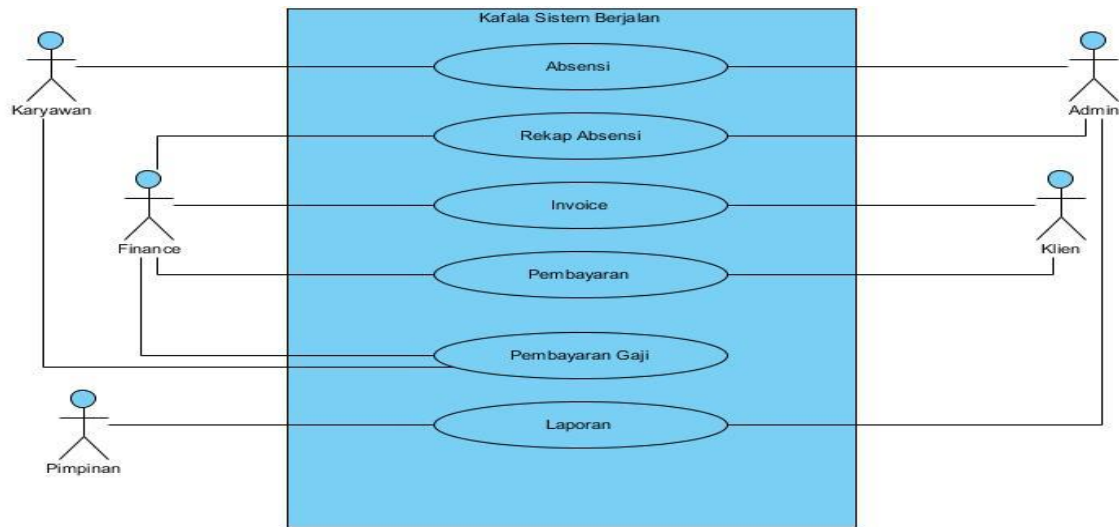 Kafala Sistem Berjalan
Absensi
Karyawan
Admin
Rekap Absensi
Invoice
Finance
Klien
Pembayaran
Pembayaran Gaji
Laporan
Pimpinan